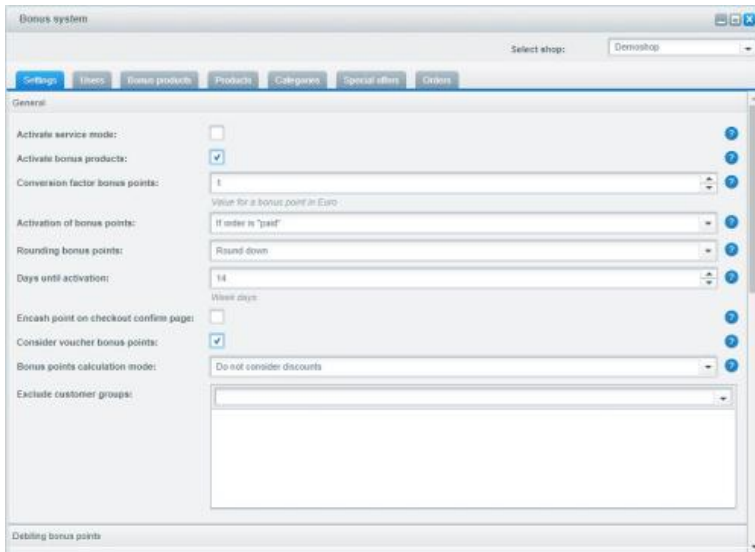 Bonus system
Select shop: Demoshop
Settings Users Bonus products Products Categories Special offers Orders
General
Activate service mode:
Activate bonus products:
Conversion factor bonus points: 1
Value for a bonus point in Euro
Activation of bonus points: If order is "paid"
Rounding bonus points: Round down
Days until activation: 14
Week days
Encash point on checkout confirm page:
Consider voucher bonus points:
Bonus points calculation mode: Do not consider discounts
Exclude customer groups:
Debiting bonus points